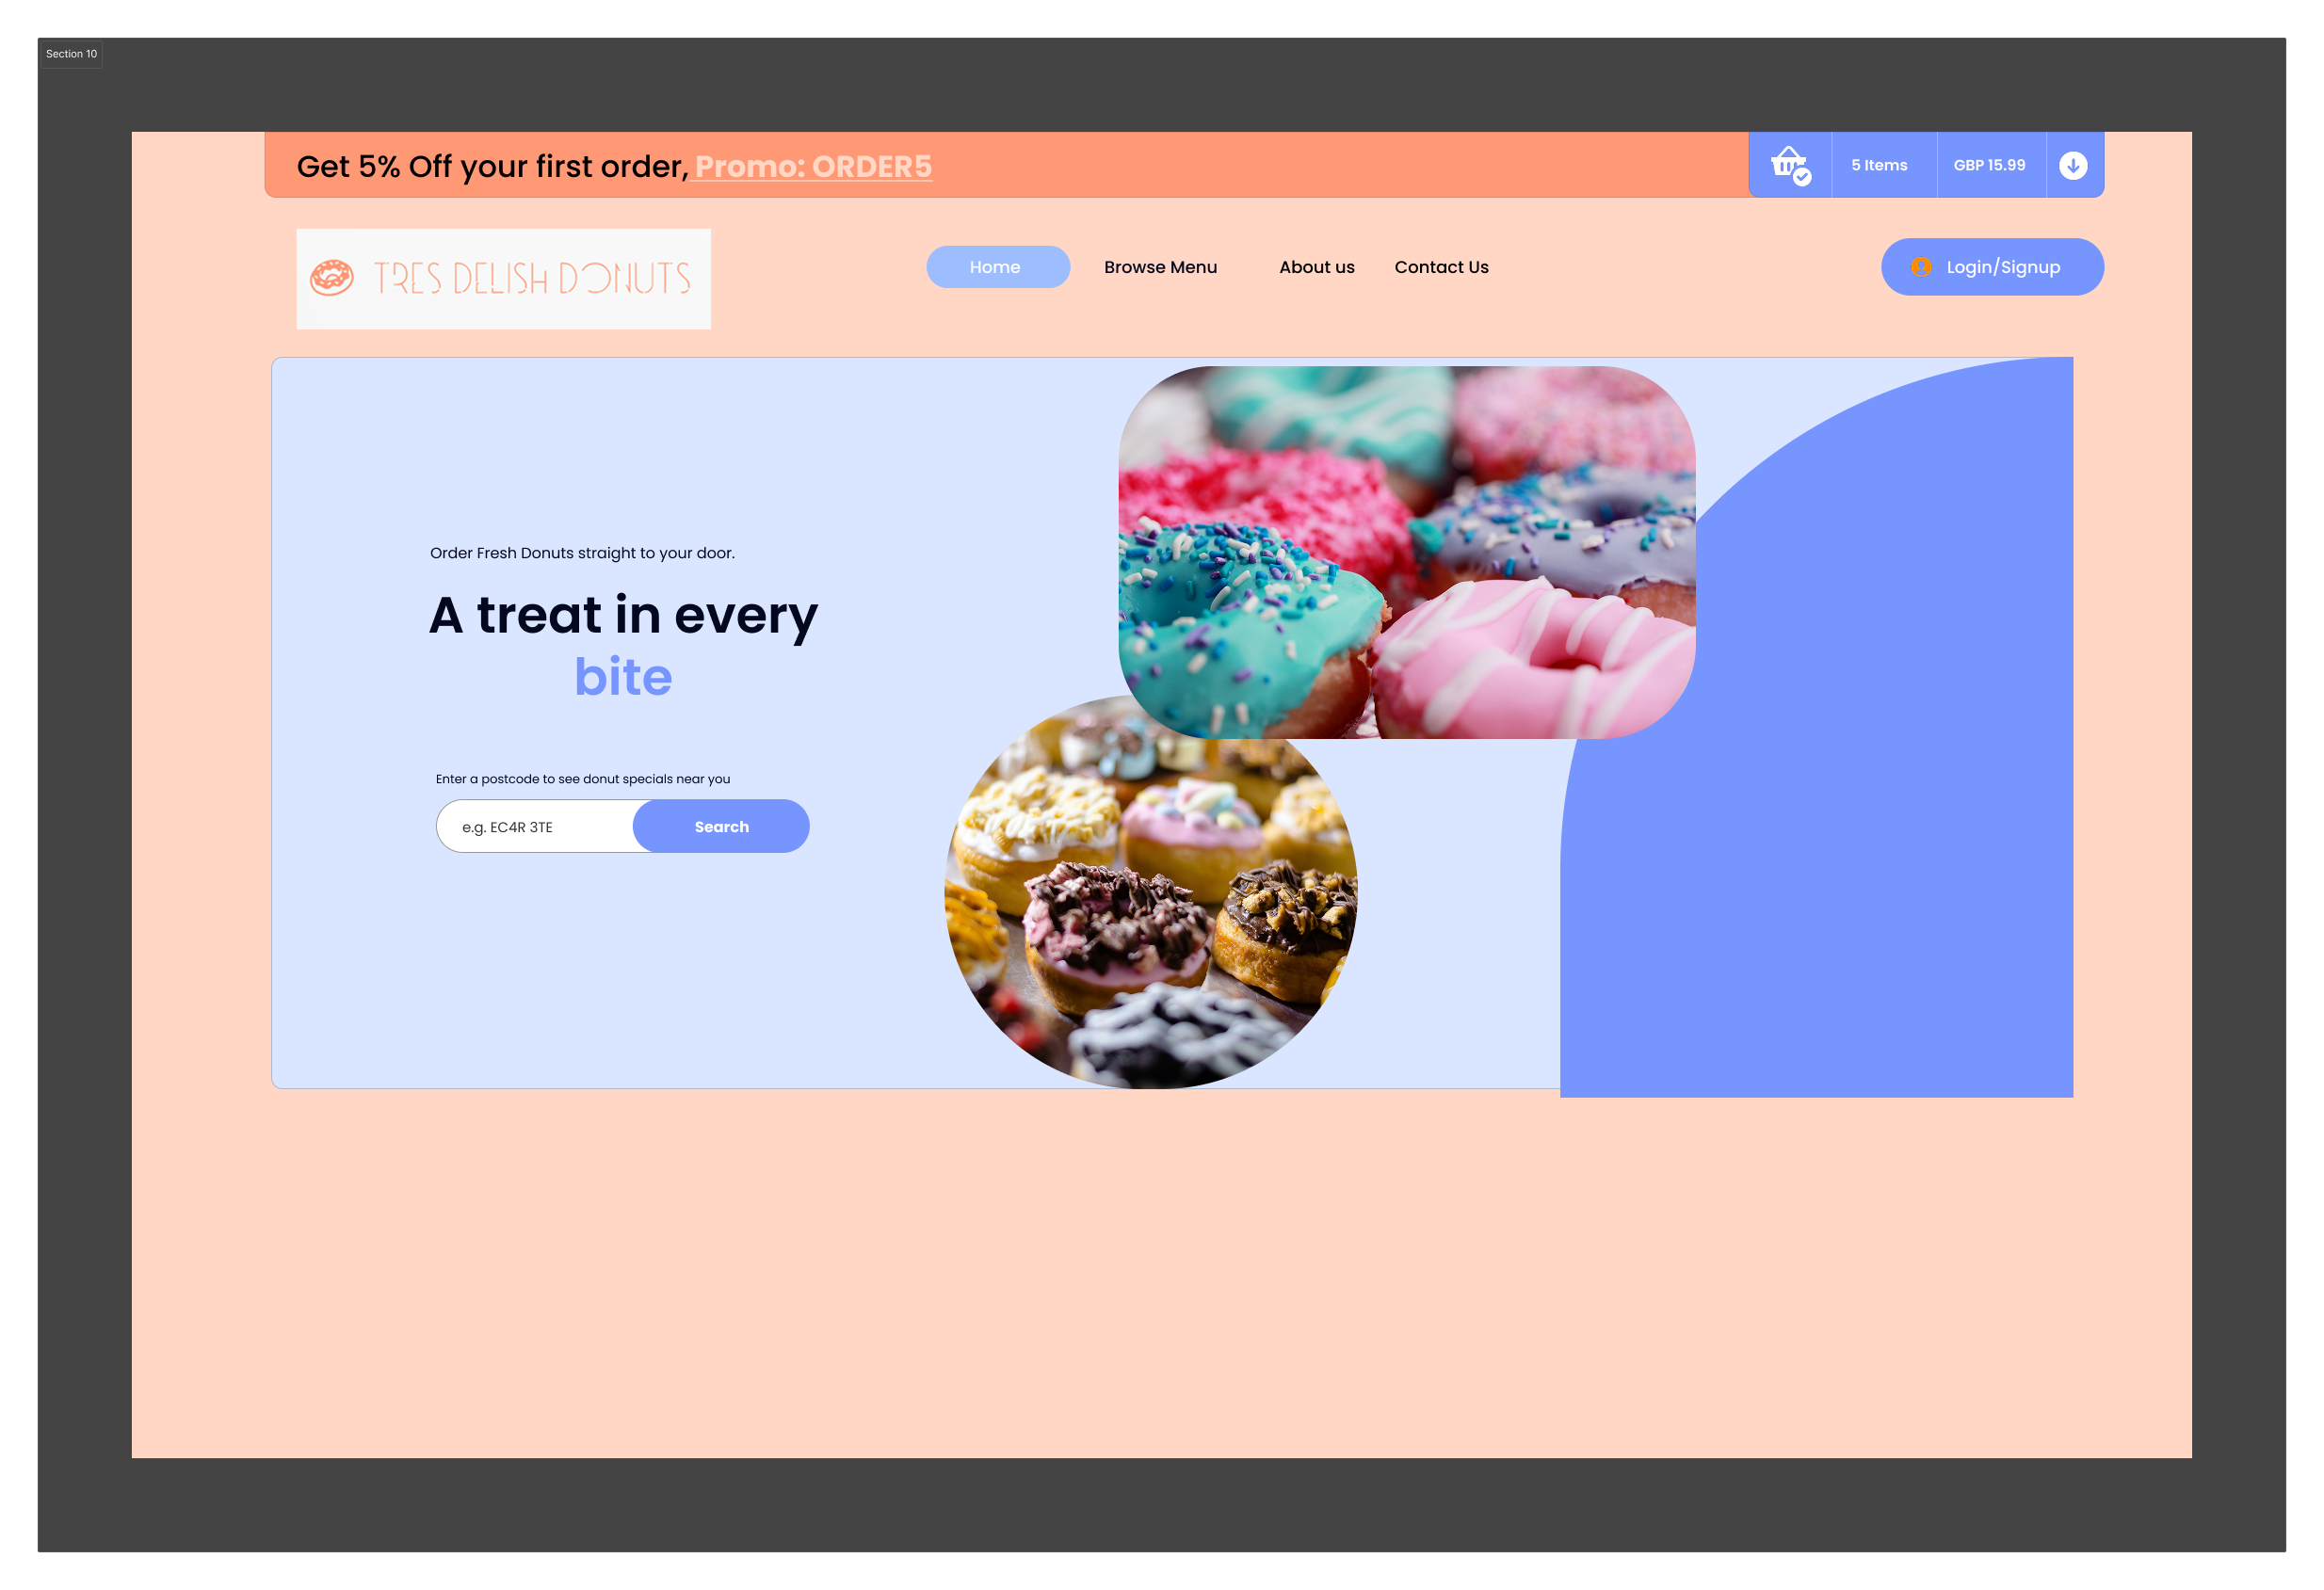 Section 10
Get 5% Off your first order, Promo: ORDER5
5 Items
GBP 15.99
TRES DELISH DONUTS
Home
Browse Menu
About us
Contact Us
Login/Signup
Order Fresh Donuts straight to your door.
A treat in every
bite
Enter a postcode to see donut specials near you
e.g. EC4R 3TE
Search